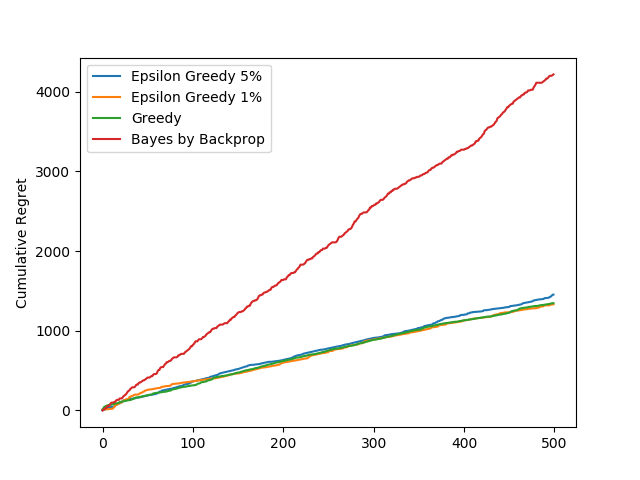 Epsilon Greedy 5%
Epsilon Greedy 1%
Greedy
Bayes by Backprop
4000
3000
2000
1000
0
Cumulative Regret
0 100 200 300 400 500